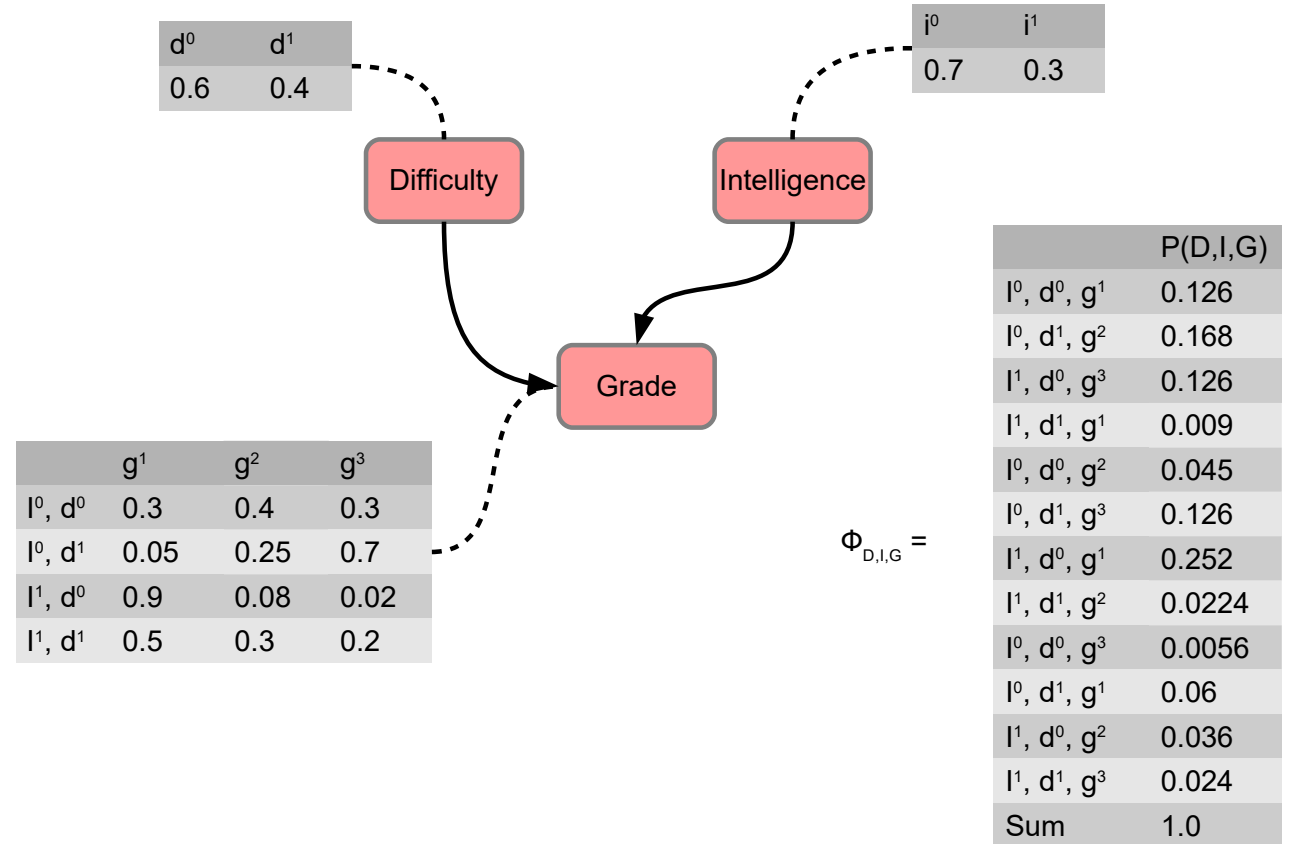 d⁰ d¹
0.6 0.4
i⁰ i¹
0.7 0.3
Difficulty
Intelligence
Grade
g¹ g² g³
I⁰, d⁰ 0.3 0.4 0.3
I⁰, d¹ 0.05 0.25 0.7
I¹, d⁰ 0.9 0.08 0.02
I¹, d¹ 0.5 0.3 0.2
Φ_D,I,G =
P(D,I,G)
I⁰, d⁰, g¹ 0.126
I⁰, d¹, g² 0.168
I¹, d⁰, g³ 0.126
I¹, d¹, g¹ 0.009
I⁰, d⁰, g² 0.045
I⁰, d¹, g³ 0.126
I¹, d⁰, g¹ 0.252
I¹, d¹, g² 0.0224
I⁰, d⁰, g³ 0.0056
I⁰, d¹, g¹ 0.06
I¹, d⁰, g² 0.036
I¹, d¹, g³ 0.024
Sum 1.0